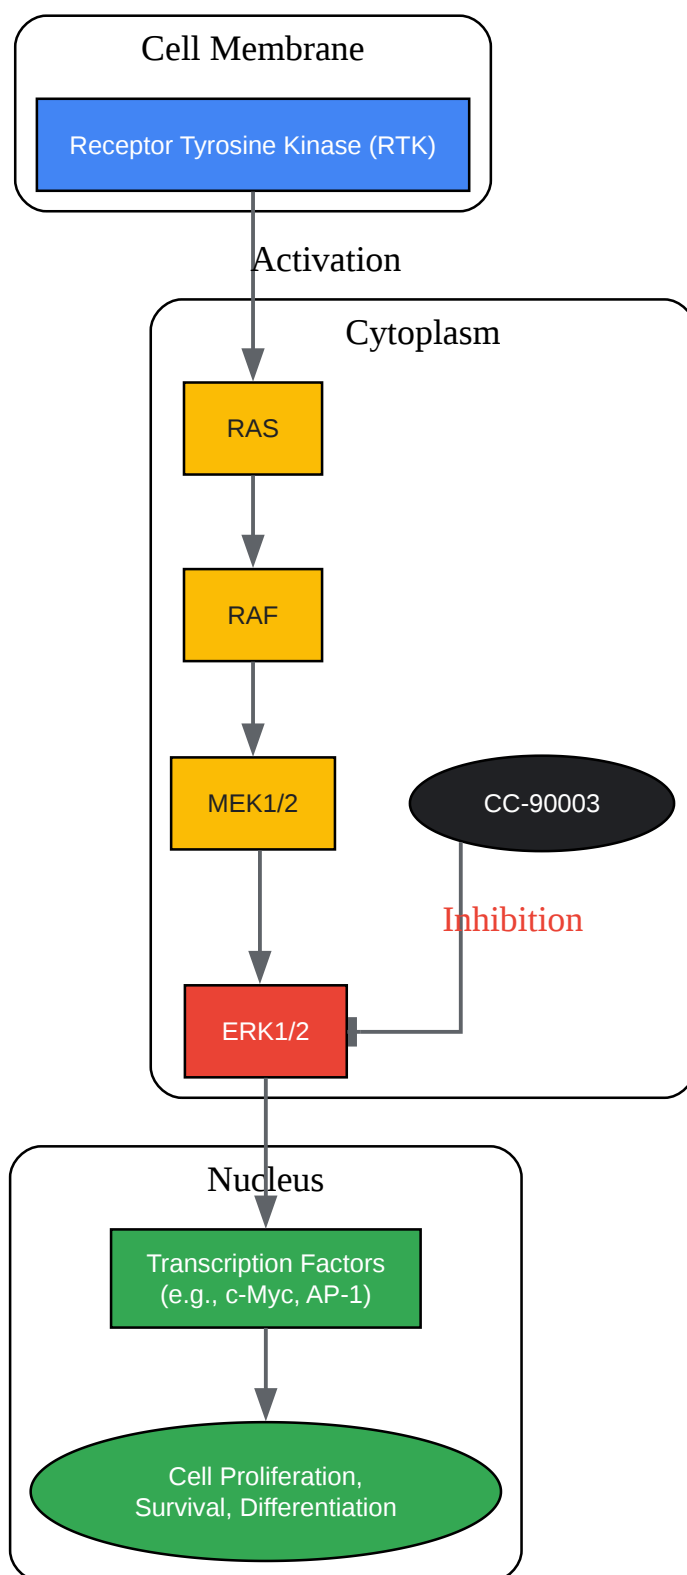 Cell Membrane
Receptor Tyrosine Kinase (RTK)
Activation
Cytoplasm
RAS
RAF
MEK1/2
CC-90003
Inhibition
ERK1/2
Nucleus
Transcription Factors
(e.g., c-Myc, AP-1)
Cell Proliferation,
Survival, Differentiation